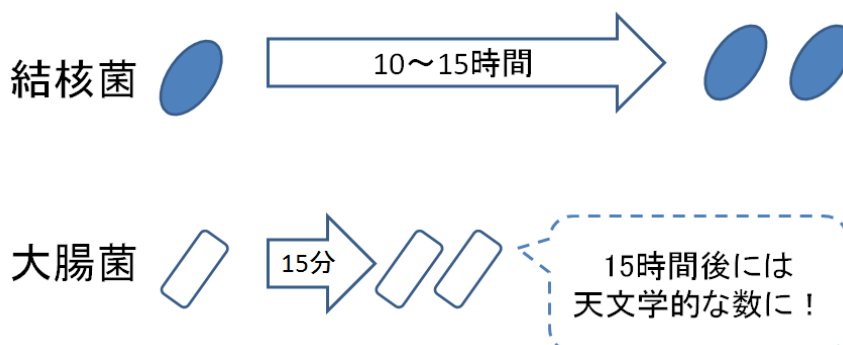 結核菌
10～15時間
大腸菌
15分
15時間後には
天文学的な数に！